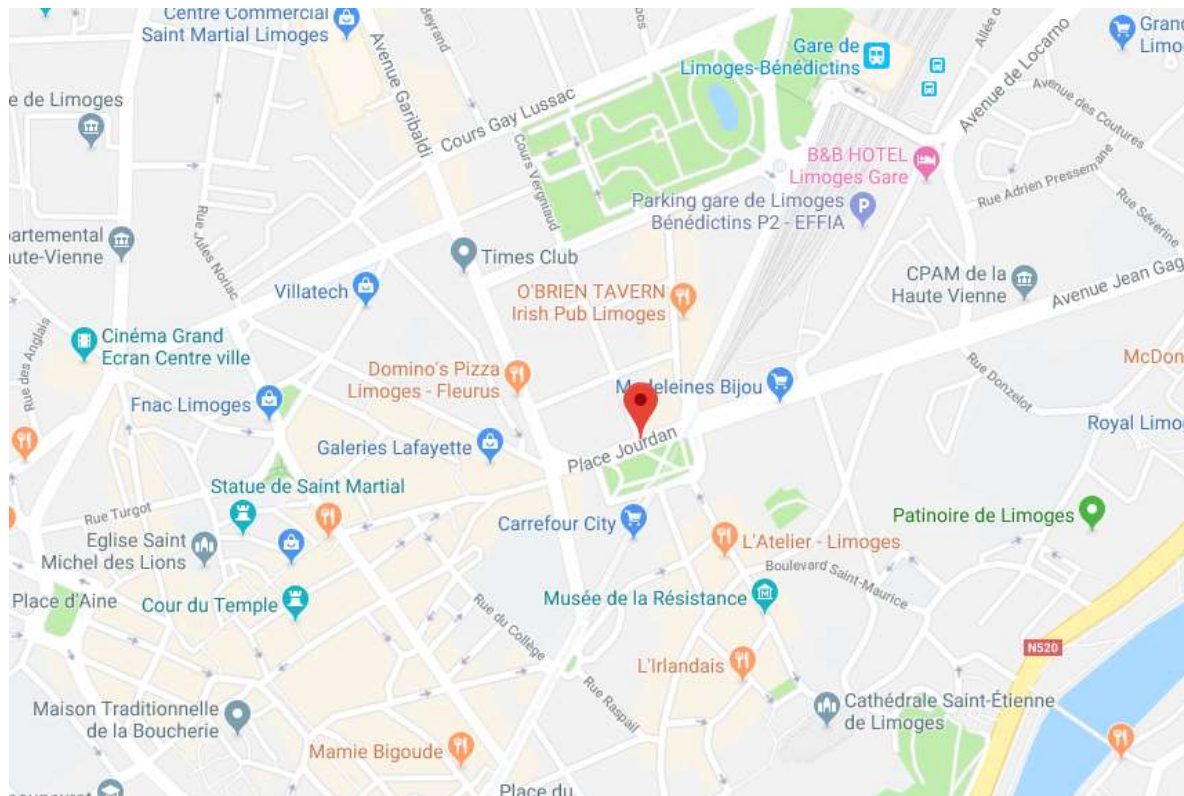 Centre Commercial
Saint Martial Limoges
Beyrand
Avenue Garibaldi
Gare de
Limoges-Bénédictins
Avenue de Locarno
Avenue des Coutures
e de Limoges
Cours Gay Lussac
Cours Vergniaud
B&B HOTEL
Limoges Gare
Rue Adrien Pressemane
Rue Séverine
Parking gare de Limoges
Bénédictins P2 - EFFIA
Rue Jules Noriac
partemental
aute-Vienne
Times Club
Villatech
O'BRIEN TAVERN
Irish Pub Limoges
CPAM de la
Haute Vienne
Avenue Jean Gag
Cinéma Grand
Ecran Centre ville
Rue des Anglais
Domino's Pizza
Limoges - Fleurus
Madeleines Bijou
McDon
Rue Donzelot
Fnac Limoges
Galeries Lafayette
Place Jourdan
Royal Limo
Statue de Saint Martial
Rue Turgot
Carrefour City
Patinoire de Limoges
Eglise Saint
Michel des Lions
L'Atelier - Limoges
Boulevard Saint-Maurice
Place d'Aine
Cour du Temple
Musée de la Résistance
Rue du Collège
N520
L'Irlandais
Rue Raspail
Cathédrale Saint-Étienne
de Limoges
Maison Traditionnelle
de la Boucherie
Mamie Bigoude
Place du